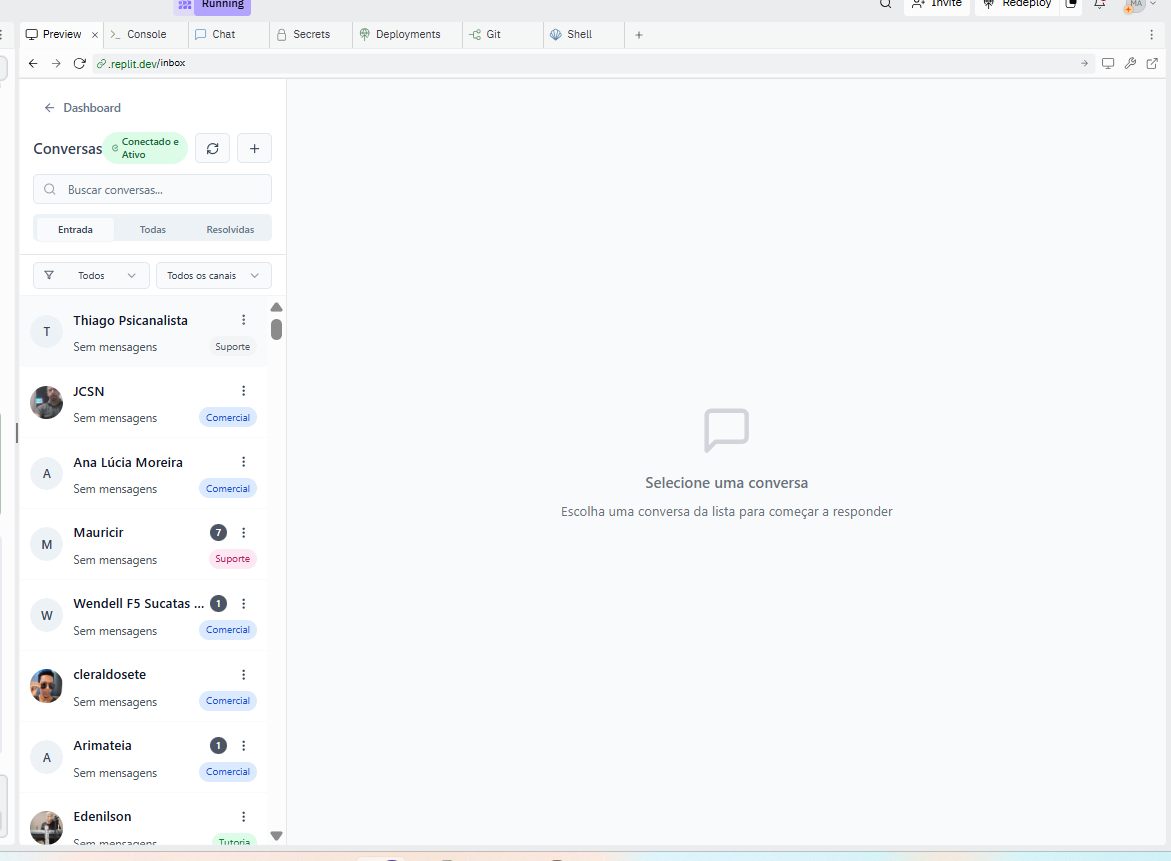 Running
Invite
Redeploy
MA
Preview
Console
Chat
Secrets
Deployments
Git
Shell
.replit.dev/inbox
Dashboard
Conversas
Conectado e
Ativo
Buscar conversas...
Entrada Todas Resolvidas
Todos Todos os canais
T
Thiago Psicanalista
Sem mensagens Suporte
JCSN
Sem mensagens Comercial
A
Ana Lúcia Moreira
Sem mensagens Comercial
M
Mauricir 7
Sem mensagens Suporte
W
Wendell F5 Sucatas ... 1
Sem mensagens Comercial
cleraldosete
Sem mensagens Comercial
A
Arimateia 1
Sem mensagens Comercial
Edenilson
Sem mensagens Tutoria
Selecione uma conversa
Escolha uma conversa da lista para começar a responder